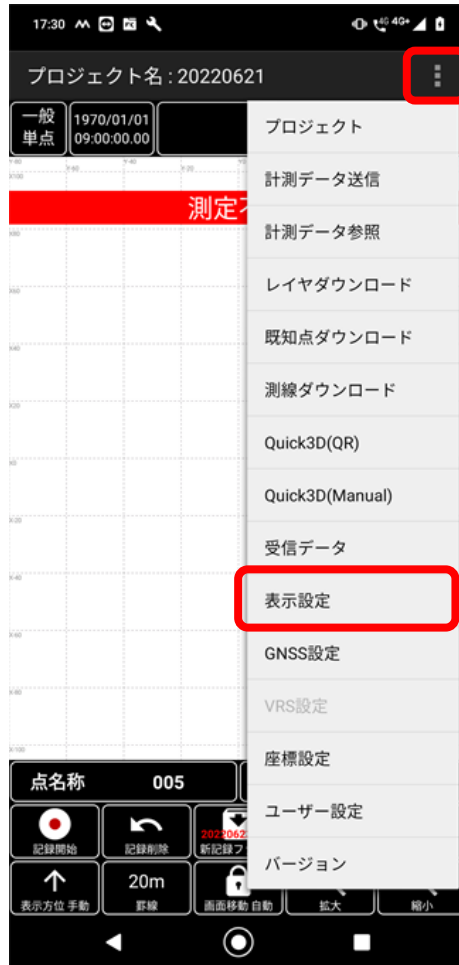 17:30
4G 4G+
プロジェクト名 : 20220621
一般
単点
1970/01/01
09:00:00.00
プロジェクト
計測データ送信
計測データ参照
レイヤダウンロード
既知点ダウンロード
測線ダウンロード
Quick3D(QR)
Quick3D(Manual)
受信データ
表示設定
GNSS設定
VRS設定
座標設定
ユーザー設定
バージョン
測定
点名称 005
記録開始
記録削除
2022062
新記録フ
表示方位 手動
20m
罫線
画面移動 自動
拡大
縮小